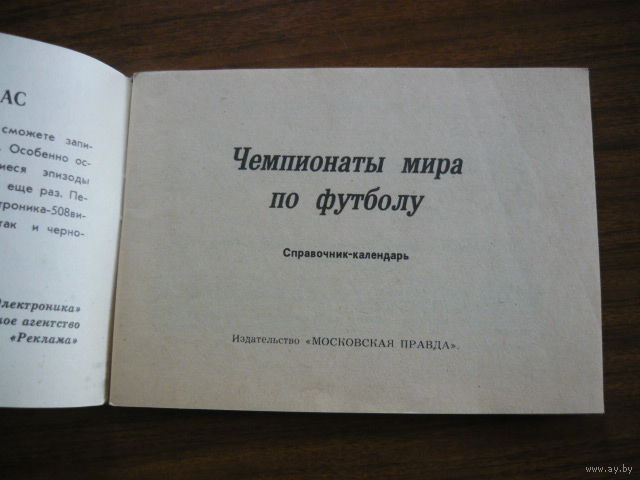 АС
сможете запи-
Особенно ос-
иеся эпизоды
еще раз. Пе-
троника-508ви-
так и черно-
Электроника»
ное агентство
«Реклама»
Чемпионаты мира
по футболу
Справочник-календарь
Издательство «МОСКОВСКАЯ ПРАВДА».
www.ay.by